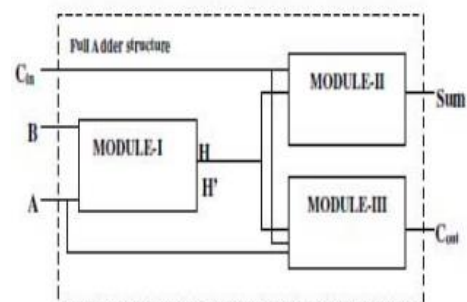 Full Adder structure
Cin
MODULE-II
Sum
B
MODULE-I
H
H'
A
MODULE-III
Cout